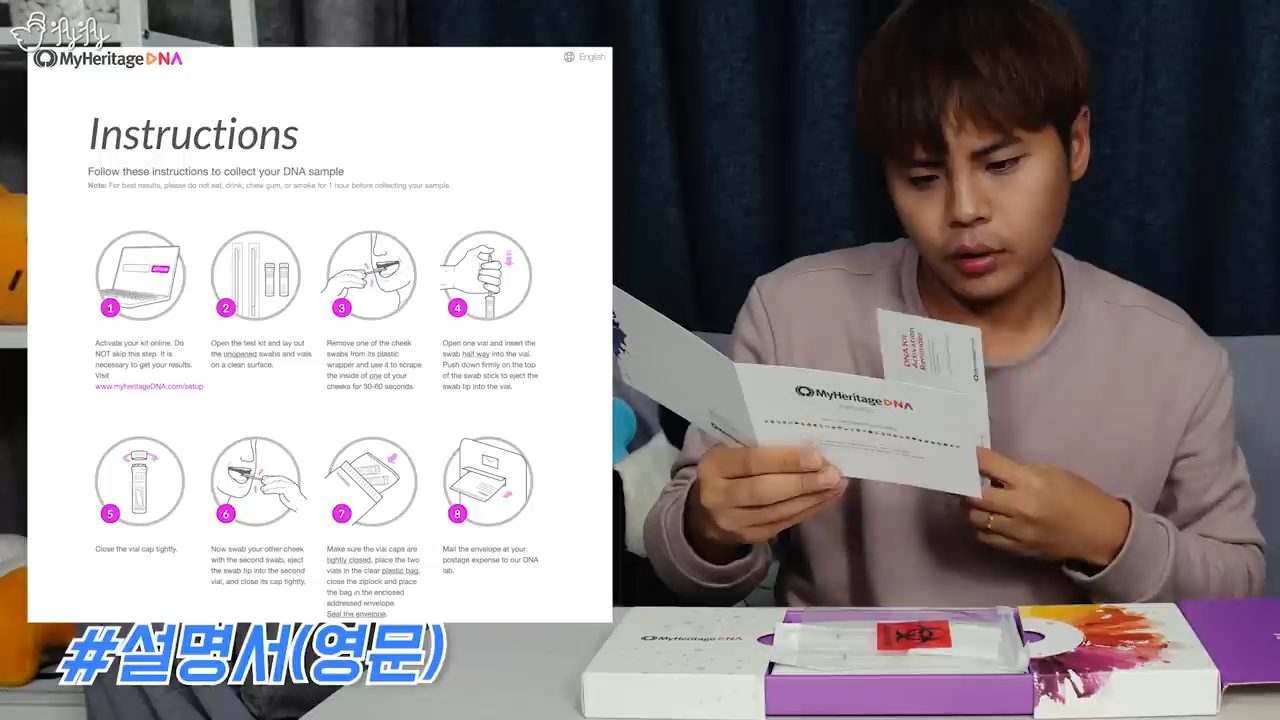 MyHeritage DNA
English
Instructions
Follow these instructions to collect your DNA sample
Note: For best results, please do not eat, drink, chew gum, or smoke for 1 hour before collecting your sample.
1
2
3
4
Activate your kit online. Do
NOT skip this step. It is
necessary to get your results.
Visit
www.myheritageDNA.com/setup
Open the test kit and lay out
the unopened swabs and vials
on a clean surface.
Remove one of the cheek
swabs from its plastic
wrapper and use it to scrape
the inside of one of your
cheeks for 30-60 seconds.
Open one vial and insert the
swab half way into the vial.
Push down firmly on the top
of the swab stick to eject the
swab tip into the vial.
5
6
7
8
Close the vial cap tightly.
Now swab your other cheek
with the second swab, eject
the swab tip into the second
vial, and close its cap tightly.
Make sure the vial caps are
tightly closed, place the two
vials in the clear plastic bag,
close the ziplock and place
the bag in the enclosed
addressed envelope.
Seal the envelope.
Mail the envelope at your
postage expense to our DNA
lab.
#설명서(영문)
DNA Kit
Activation
Reminder
MyHeritage DNA
MyHeritage DNA